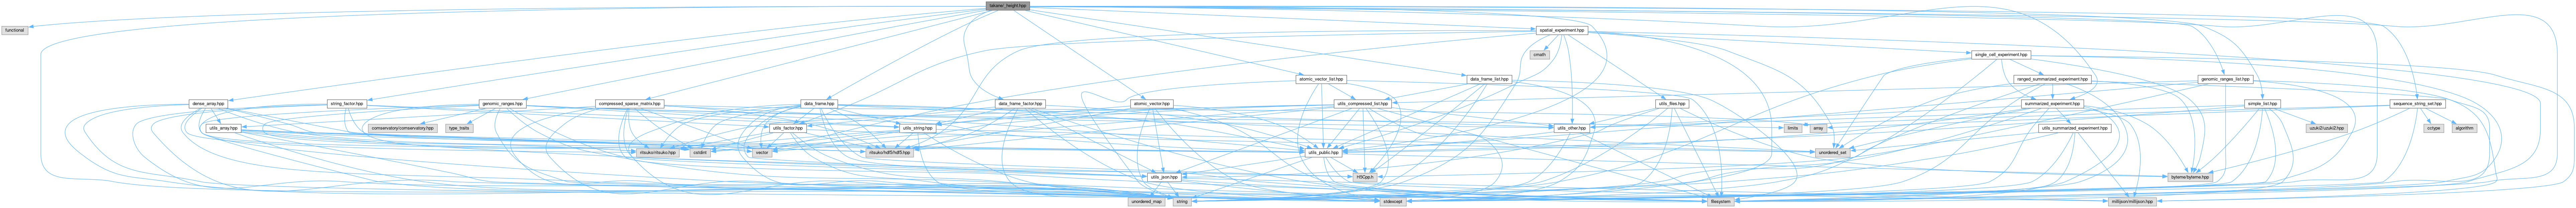 takane/_height.hpp
functional
spatial_experiment.hpp
cmath
single_cell_experiment.hpp
atomic_vector_list.hpp
data_frame_list.hpp
ranged_summarized_experiment.hpp
genomic_ranges_list.hpp
dense_array.hpp
string_factor.hpp
genomic_ranges.hpp
compressed_sparse_matrix.hpp
data_frame.hpp
data_frame_factor.hpp
atomic_vector.hpp
utils_compressed_list.hpp
utils_files.hpp
summarized_experiment.hpp
simple_list.hpp
sequence_string_set.hpp
utils_array.hpp
comservatory/comservatory.hpp
type_traits
utils_factor.hpp
utils_string.hpp
utils_other.hpp
limits
array
utils_summarized_experiment.hpp
uzuki2/uzuki2.hpp
cctype
algorithm
ritsuko/ritsuko.hpp
cstdint
vector
ritsuko/hdf5/hdf5.hpp
utils_public.hpp
unordered_set
utils_json.hpp
H5Cpp.h
byteme/byteme.hpp
unordered_map
string
stdexcept
filesystem
millijson/millijson.hpp